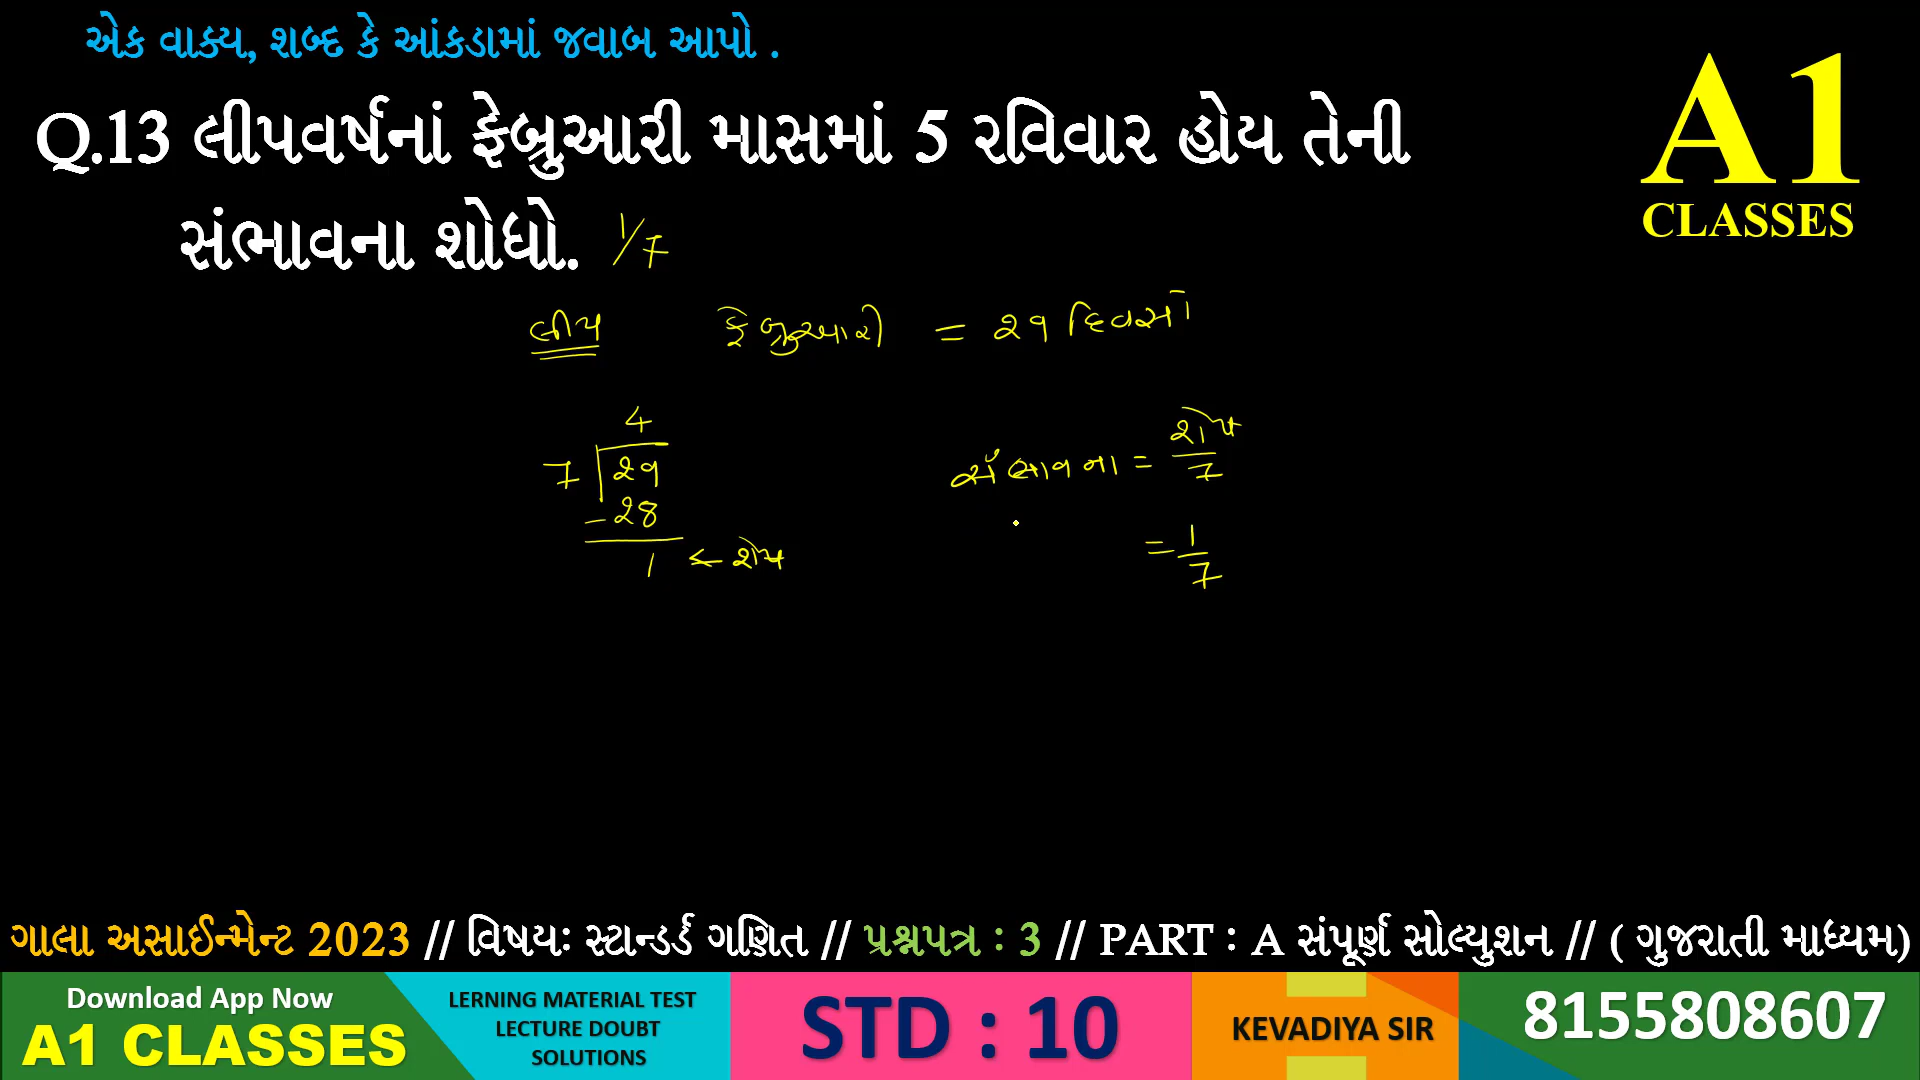 એક વાક્ય, શબ્દ કે આંકડામાં જવાબ આપો .
A1
CLASSES
Q.13 લીપવર્ષનાં ફેબ્રુઆરી માસમાં 5 રવિવાર હોય તેની
સંભાવના શોધો. 1/7
લીપ ફેબ્રુઆરી = 29 દિવસો
4
7 29
-28
1 ← શેષ
સંભાવના = શેષ/7
= 1/7
ગાલા અસાઈન્મેન્ટ 2023 // વિષયઃ સ્ટાન્ડર્ડ ગણિત // પ્રશ્નપત્ર : 3 // PART : A સંપૂર્ણ સોલ્યુશન // ( ગુજરાતી માધ્યમ)
Download App Now
A1 CLASSES
LERNING MATERIAL TEST
LECTURE DOUBT
SOLUTIONS
STD : 10
KEVADIYA SIR
8155808607